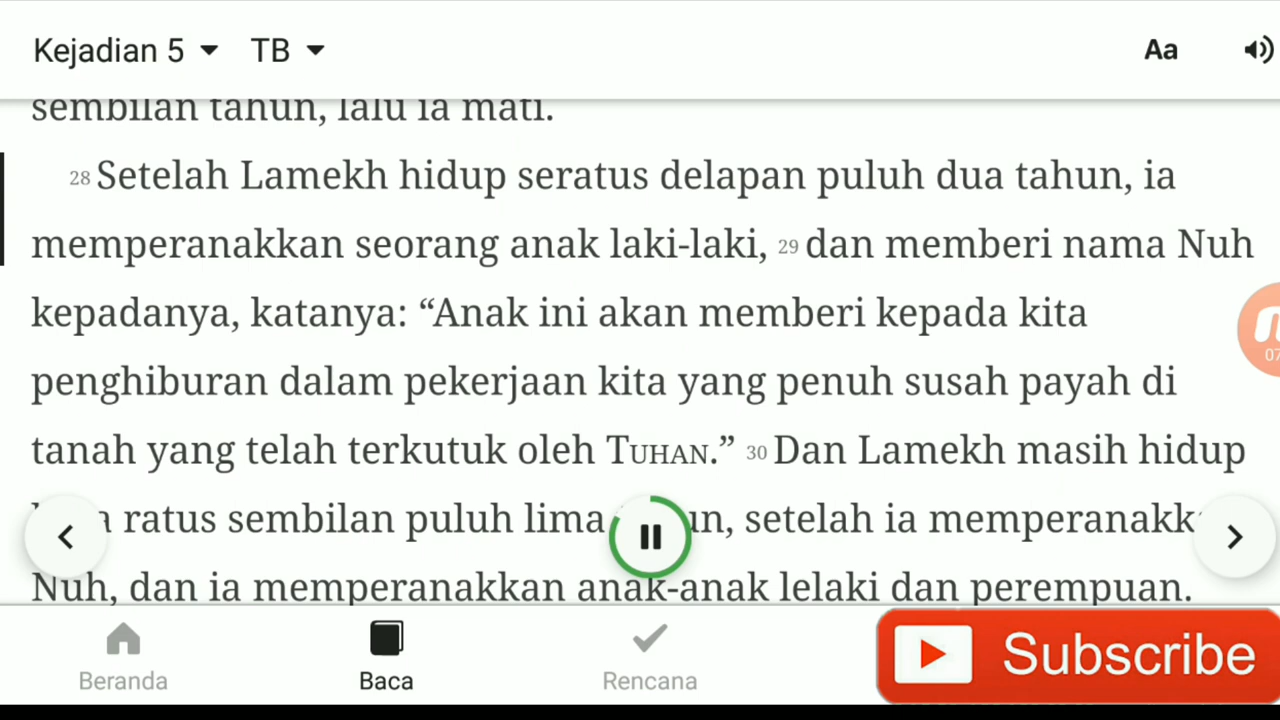 Kejadian 5 TB Aa
sembilan tahun, lalu ia mati.
28 Setelah Lamekh hidup seratus delapan puluh dua tahun, ia
memperanakkan seorang anak laki-laki, 29 dan memberi nama Nuh
kepadanya, katanya: “Anak ini akan memberi kepada kita
penghiburan dalam pekerjaan kita yang penuh susah payah di
tanah yang telah terkutuk oleh TUHAN.” 30 Dan Lamekh masih hidup
ratus sembilan puluh lima setelah ia
Nuh, dan ia memperanakkan anak-anak lelaki dan perempuan.
Beranda Baca Rencana Subscribe